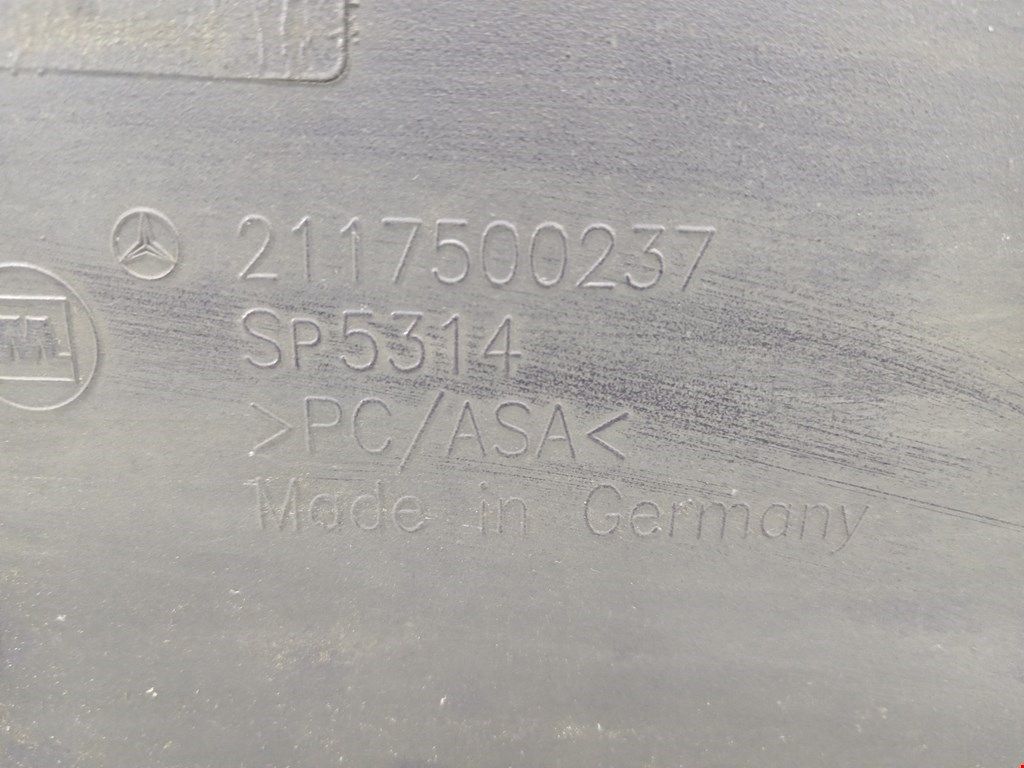 2117500237
SP5314
>PC/ASA<
Made in Germany